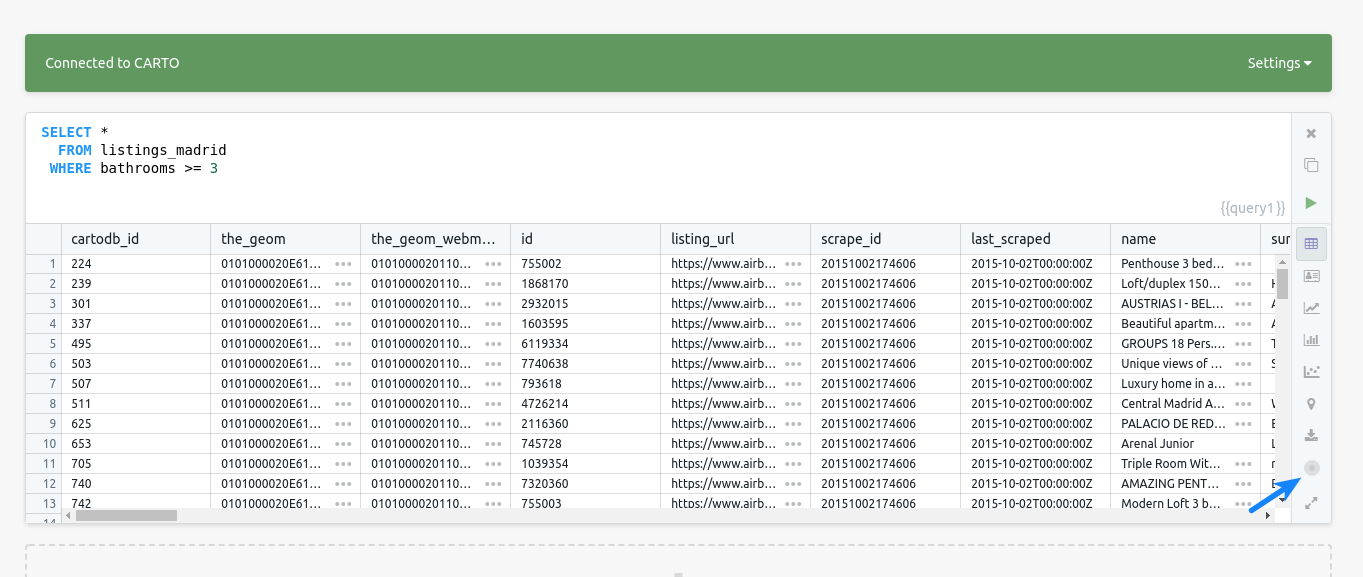 Connected to CARTO Settings
SELECT *
FROM listings_madrid
WHERE bathrooms >= 3
{{query1}}
cartodb_id the_geom the_geom_webm... id listing_url scrape_id last_scraped name sur
1 224 0101000020E61... 0101000020110... 755002 https://www.airb... 20151002174606 2015-10-02T00:00:00Z Penthouse 3 bed...
2 239 0101000020E61... 0101000020110... 1868170 https://www.airb... 20151002174606 2015-10-02T00:00:00Z Loft/duplex 150...
3 301 0101000020E61... 0101000020110... 2932015 https://www.airb... 20151002174606 2015-10-02T00:00:00Z AUSTRIAS I - BEL...
4 337 0101000020E61... 0101000020110... 1603595 https://www.airb... 20151002174606 2015-10-02T00:00:00Z Beautiful apartm...
5 495 0101000020E61... 0101000020110... 6119334 https://www.airb... 20151002174606 2015-10-02T00:00:00Z GROUPS 18 Pers....
6 503 0101000020E61... 0101000020110... 7740638 https://www.airb... 20151002174606 2015-10-02T00:00:00Z Unique views of ...
7 507 0101000020E61... 0101000020110... 793618 https://www.airb... 20151002174606 2015-10-02T00:00:00Z Luxury home in a...
8 511 0101000020E61... 0101000020110... 4726214 https://www.airb... 20151002174606 2015-10-02T00:00:00Z Central Madrid A...
9 625 0101000020E61... 0101000020110... 2116360 https://www.airb... 20151002174606 2015-10-02T00:00:00Z PALACIO DE RED...
10 653 0101000020E61... 0101000020110... 745728 https://www.airb... 20151002174606 2015-10-02T00:00:00Z Arenal Junior
11 705 0101000020E61... 0101000020110... 1039354 https://www.airb... 20151002174606 2015-10-02T00:00:00Z Triple Room Wit...
12 740 0101000020E61... 0101000020110... 7320360 https://www.airb... 20151002174606 2015-10-02T00:00:00Z AMAZING PENT...
13 742 0101000020E61... 0101000020110... 755003 https://www.airb... 20151002174606 2015-10-02T00:00:00Z Modern Loft 3 b...